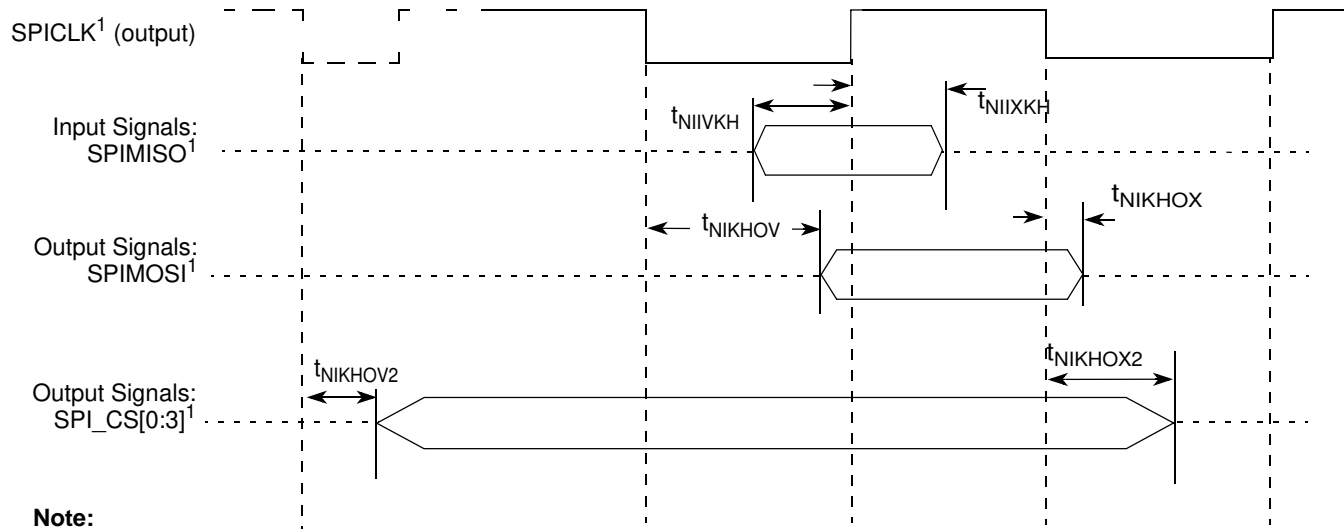 SPICLK1 (output)
tNIIVKH
tNIIXKH
Input Signals:
SPIMISO1
tNIKHOX
tNIKHOV
Output Signals:
SPIMOSI1
tNIKHOV2
tNIKHOX2
Output Signals:
SPI_CS[0:3]1
Note: